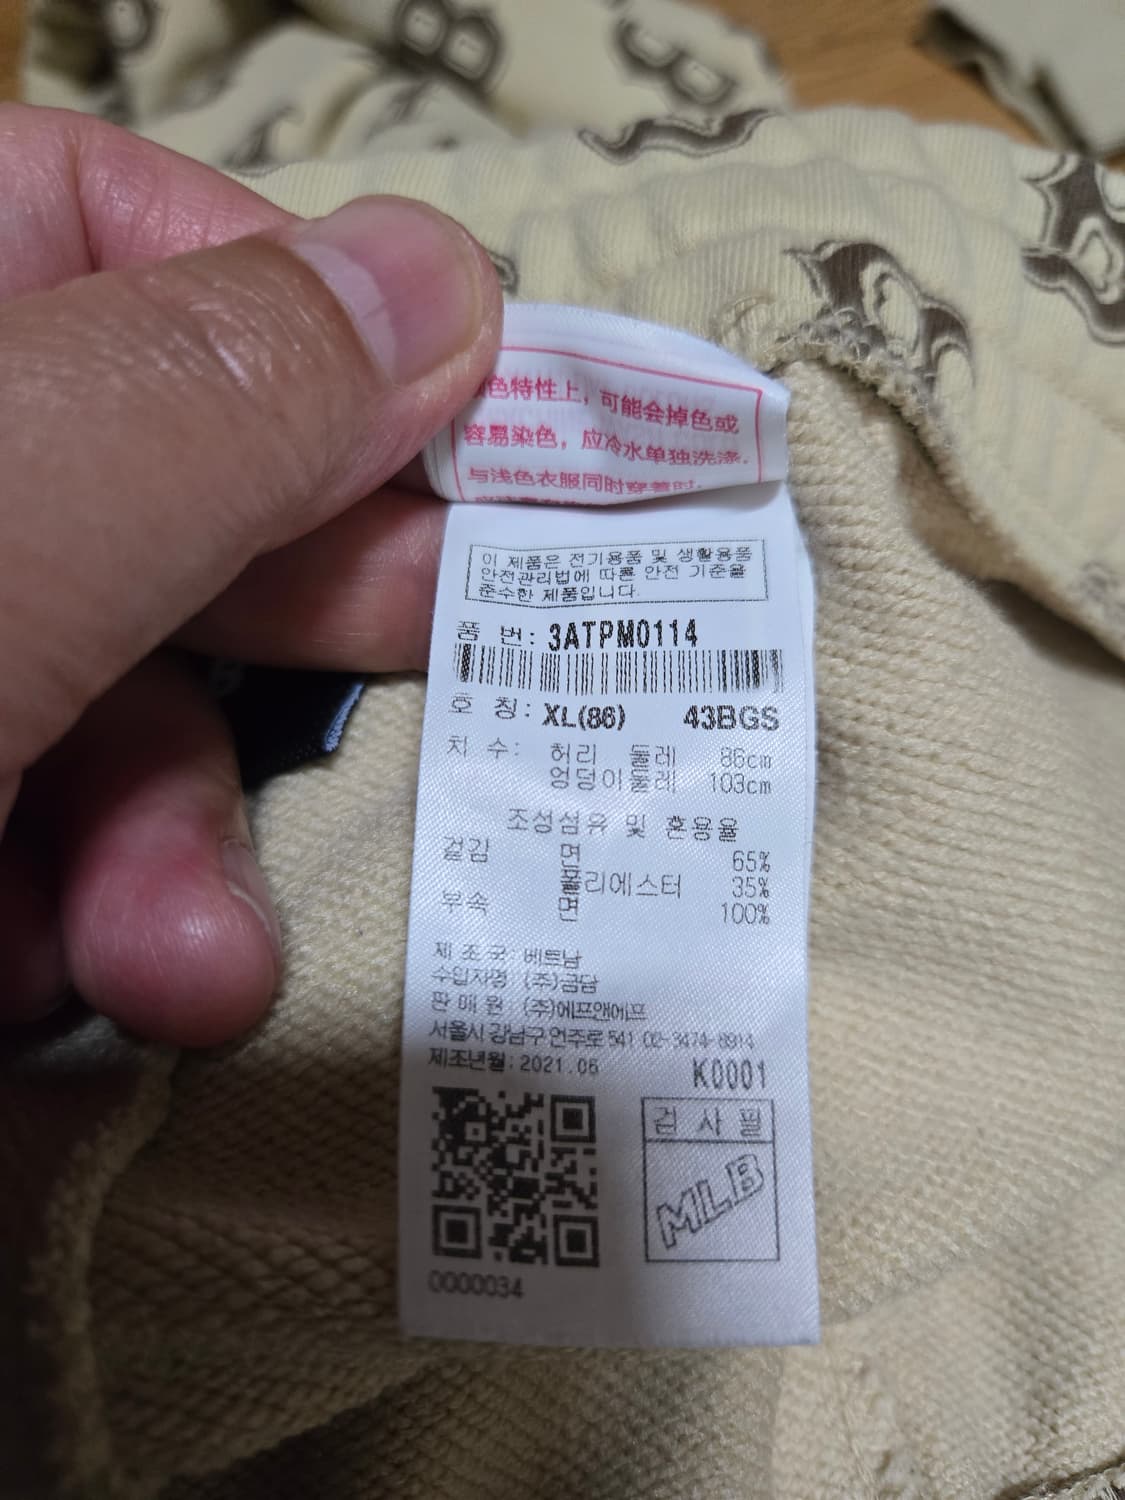 色特性上，可能会掉色或
容易染色，应冷水单独洗涤.
与浅色衣服同时穿着时.
이 제품은 전기용품 및 생활용품
안전관리법에 따른 안전 기준을
준수한 제품입니다.
품 번: 3ATPM0114
호 칭: XL(86) 43BGS
치 수: 허리 둘레 86cm
엉덩이둘레 103cm
조성섬유 및 혼용율
겉감 면 65%
폴리에스터 35%
부속 면 100%
제 조 국: 베트남
수입자명: (주)금담
판 매 원: (주)에프앤에프
서울시 강남구 언주로 541 02-3474-8914
제조년월: 2021.06 K0001
검 사 필
MLB
0000034